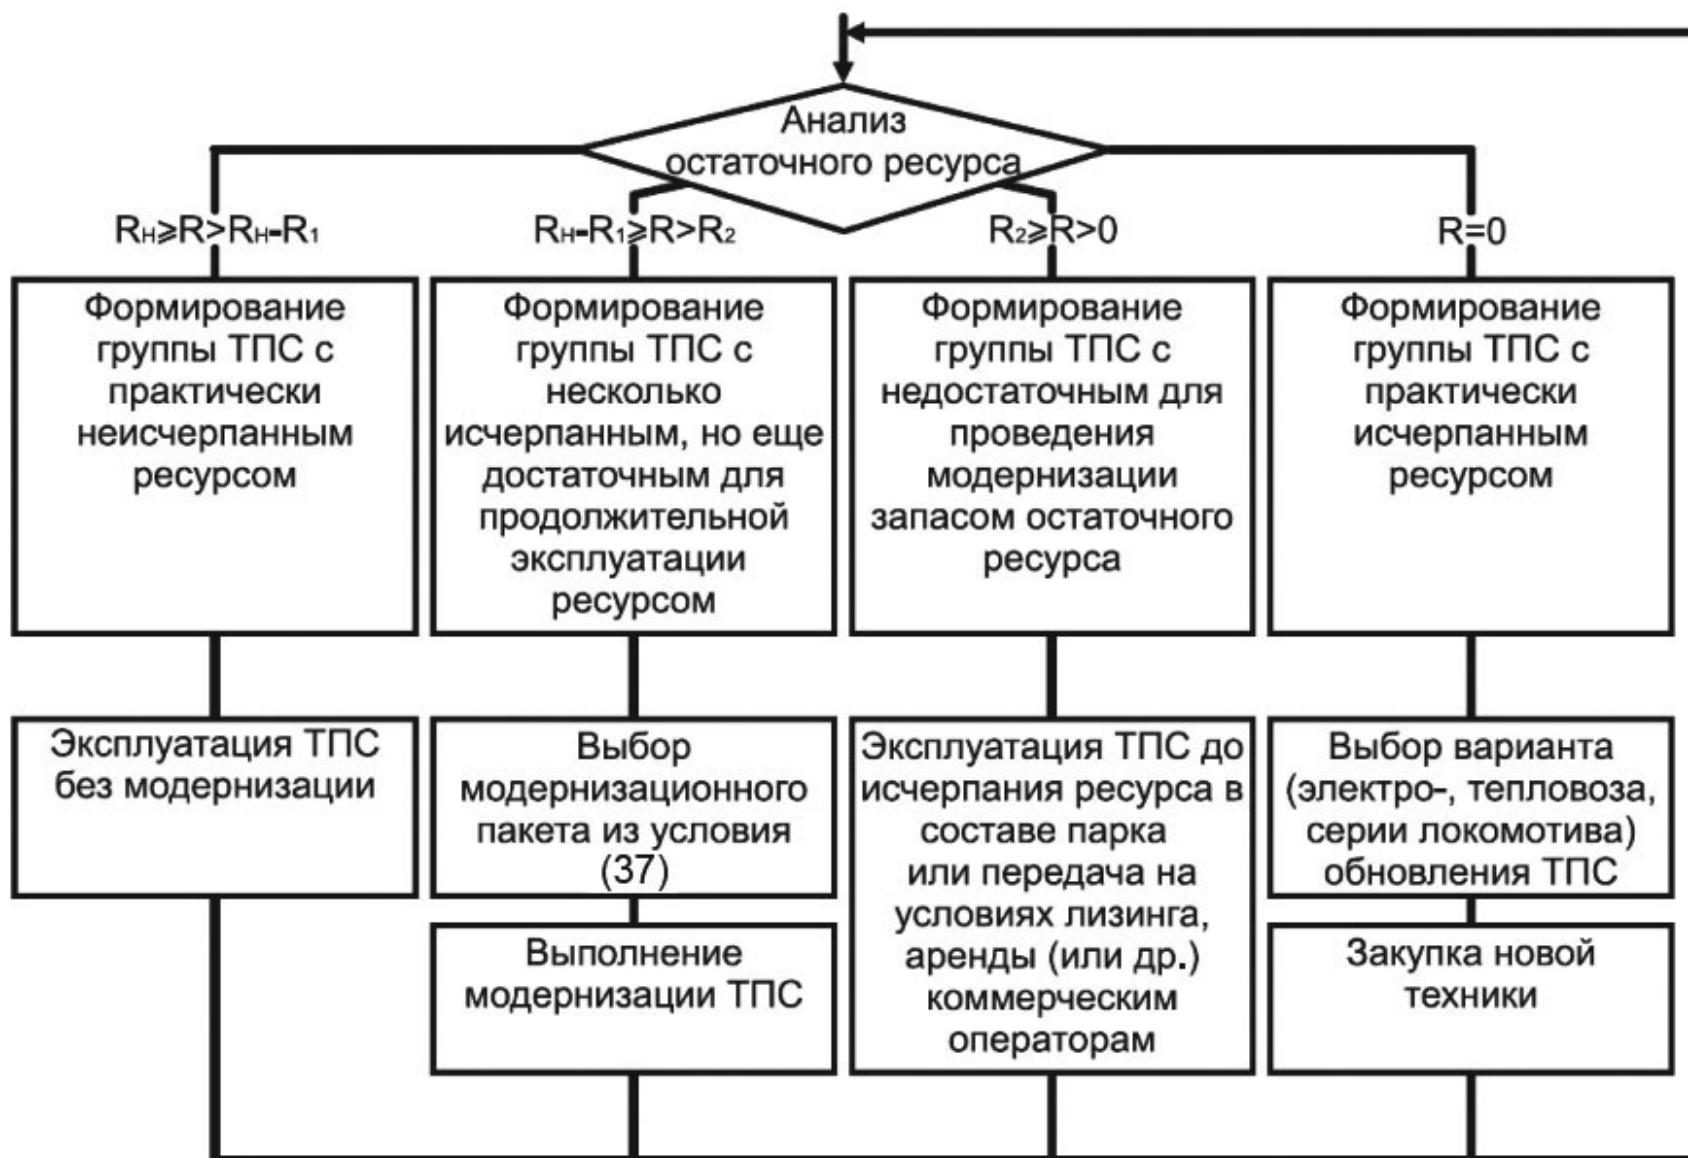 Анализ
остаточного ресурса
Rн⩾R>Rн-R₁
Rн-R₁⩾R>R₂
R₂⩾R>0
R=0
Формирование
группы ТПС с
практически
неисчерпанным
ресурсом
Формирование
группы ТПС с
несколько
исчерпанным, но еще
достаточным для
продолжительной
эксплуатации
ресурсом
Формирование
группы ТПС с
недостаточным для
проведения
модернизации
запасом остаточного
ресурса
Формирование
группы ТПС с
практически
исчерпанным
ресурсом
Эксплуатация ТПС
без модернизации
Выбор
модернизационного
пакета из условия
(37)
Выполнение
модернизации ТПС
Эксплуатация ТПС до
исчерпания ресурса в
составе парка
или передача на
условиях лизинга,
аренды (или др.)
коммерческим
операторам
Выбор варианта
(электро-, тепловоза,
серии локомотива)
обновления ТПС
Закупка новой
техники